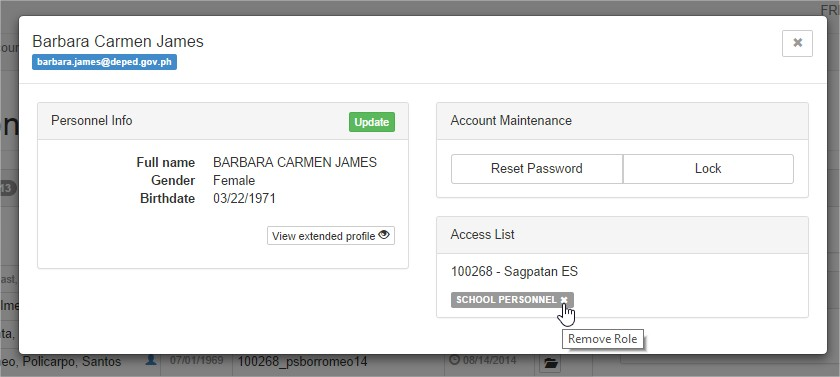 FR
Barbara Carmen James
barbara.james@deped.gov.ph
Personnel Info
Update
Full name BARBARA CARMEN JAMES
Gender Female
Birthdate 03/22/1971
View extended profile
Account Maintenance
Reset Password
Lock
Access List
100268 - Sagpatan ES
SCHOOL PERSONNEL
Remove Role
13
eo, Policarpo, Santos 07/01/1969 100268_psborromeo14 08/14/2014